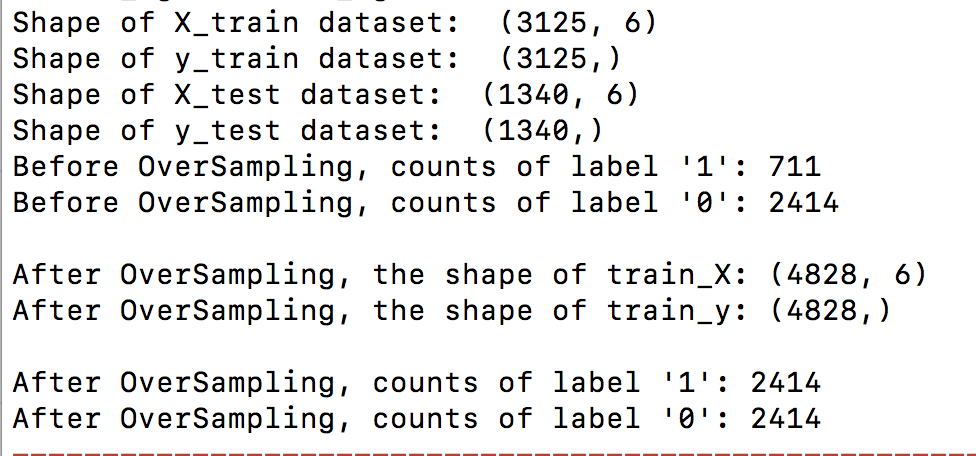 Shape of X_train dataset:  (3125, 6)
Shape of y_train dataset:  (3125,)
Shape of X_test dataset:  (1340, 6)
Shape of y_test dataset:  (1340,)
Before OverSampling, counts of label '1': 711
Before OverSampling, counts of label '0': 2414
After OverSampling, the shape of train_X: (4828, 6)
After OverSampling, the shape of train_y: (4828,)
After OverSampling, counts of label '1': 2414
After OverSampling, counts of label '0': 2414